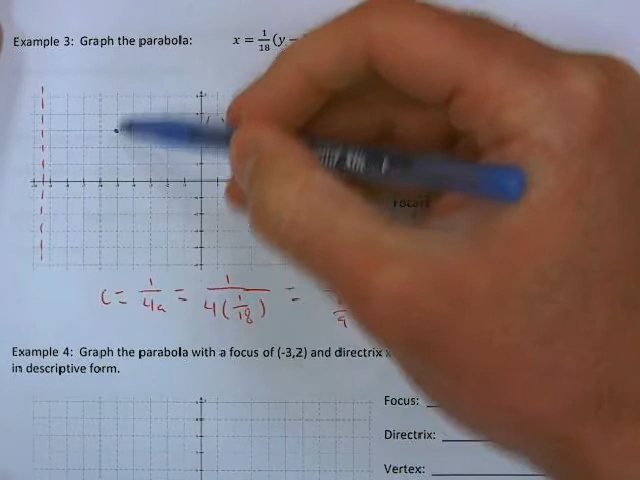 Example 3: Graph the parabola: x = 1/18 (y –
c = 1/4a = 1/4(1/18) =
Example 4: Graph the parabola with a focus of (-3,2) and directrix x
in descriptive form.
Focus:
Directrix:
Vertex: